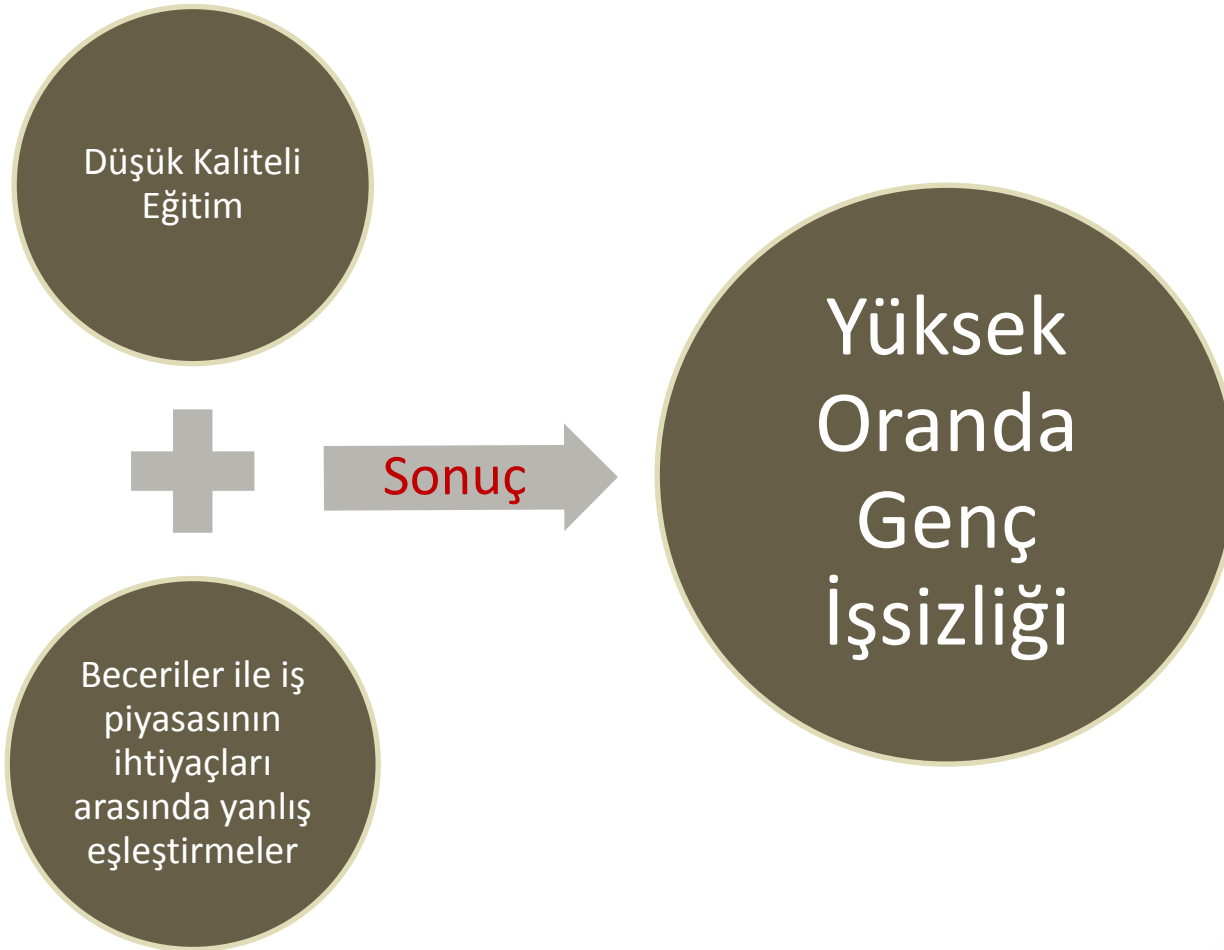 Düşük Kaliteli
Eğitim
Beceriler ile iş
piyasasının
ihtiyaçları
arasında yanlış
eşleştirmeler
Sonuç
Yüksek
Oranda
Genç
İşsizliği